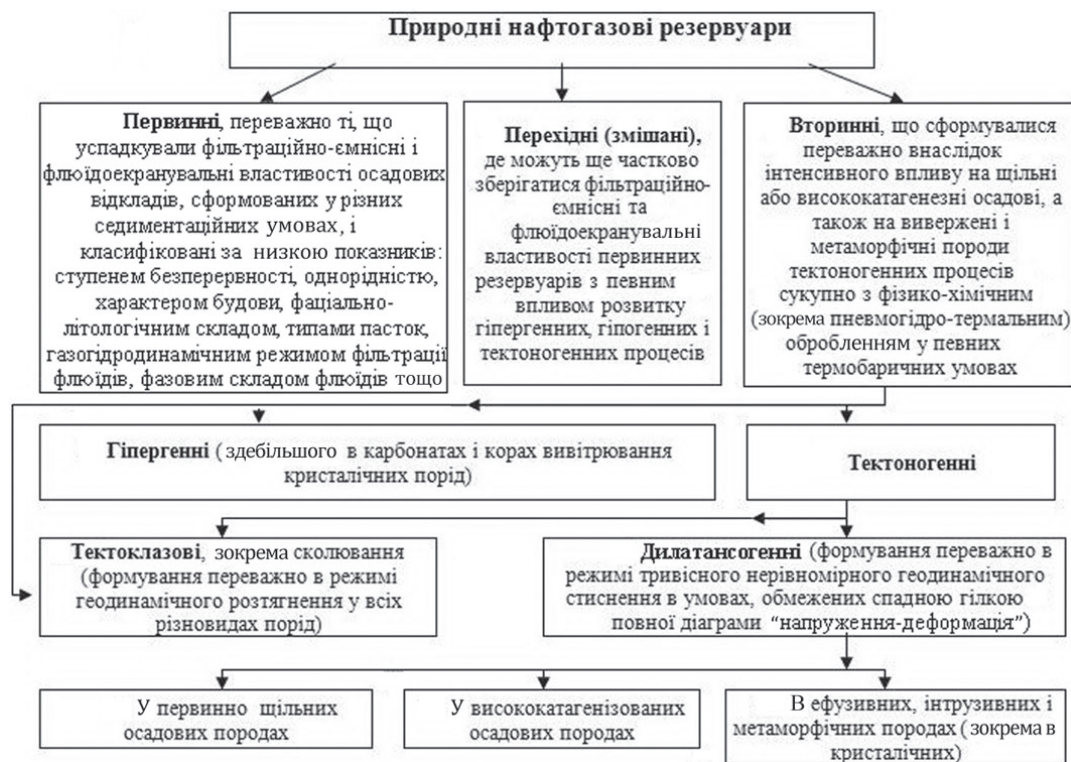 Природні нафтогазові резервуари
Первинні, переважно ті, що
успадкували фільтраційно-ємнісні і
флюїдоекранувальні властивості осадових
відкладів, сформованих у різних
седиментаційних умовах, і
класифіковані за низкою показників:
ступенем безперервності, однорідністю,
характером будови, фаціально-
літологічним складом, типами пасток,
газогідродинамічним режимом фільтрації
флюїдів, фазовим складом флюїдів тощо
Перехідні (змішані),
де можуть ще частково
зберігатися фільтраційно-
ємнісні та
флюїдоекранувальні
властивості первинних
резервуарів з певним
впливом розвитку
гіпергенних, гіпогенних і
тектоногенних процесів
Вторинні, що сформувалися
переважно внаслідок
інтенсивного впливу на щільні
або висококатагенезні осадові, а
також на вивержені і
метаморфічні породи
тектоногенних процесів
сукупно з фізико-хімічним
(зокрема пневмогідро-термальним)
обробленням у певних
термобаричних умовах
Гіпергенні (здебільшого в карбонатах і корах вивітрювання
кристалічних порід)
Тектоногенні
Тектоклазові, зокрема сколювання
(формування переважно в режимі
геодинамічного розтягнення у всіх
різновидах порід)
Дилатансогенні (формування переважно в
режимі тривісного нерівномірного геодинамічного
стиснення в умовах, обмежених спадною гілкою
повної діаграми “напруження-деформація”)
У первинно щільних
осадових породах
У висококатагенізованих
осадових породах
В ефузивних, інтрузивних і
метаморфічних породах (зокрема в
кристалічних)